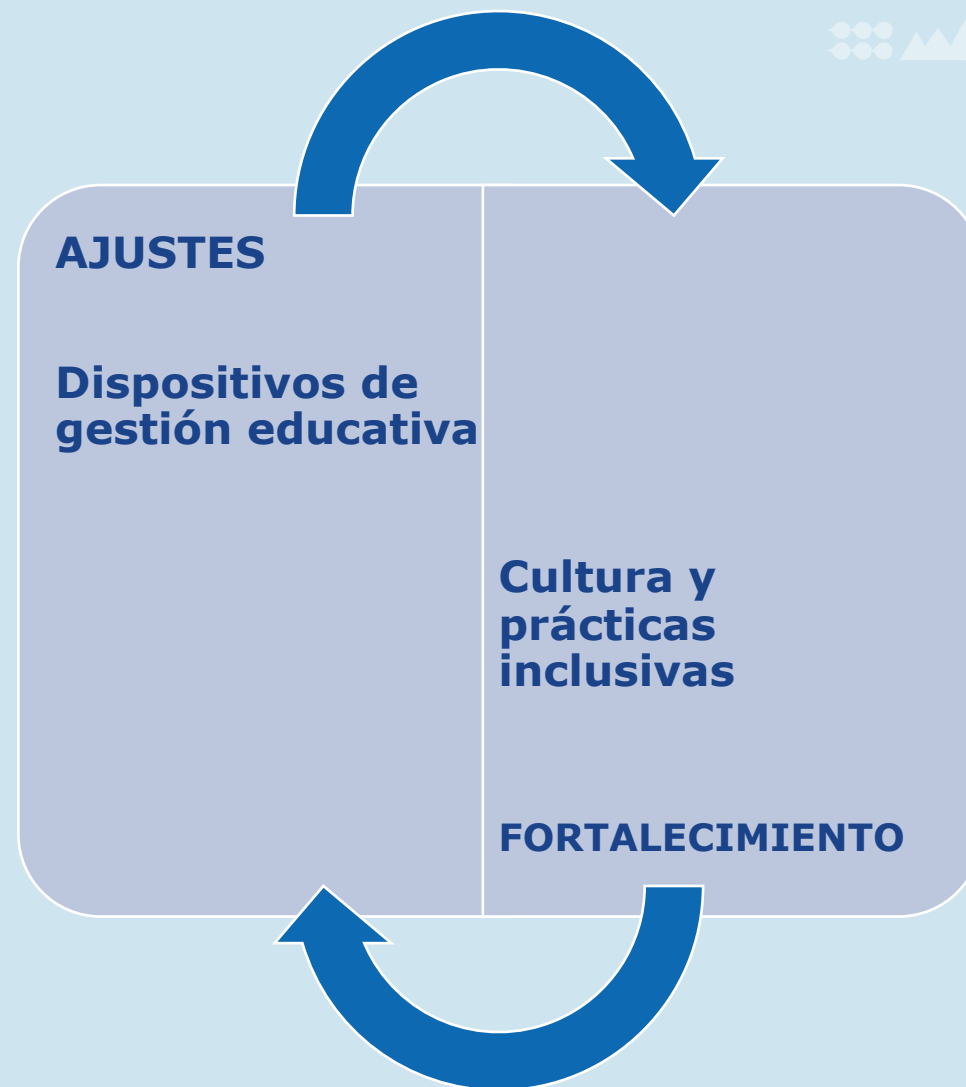 AJUSTES
Dispositivos de
gestión educativa
Cultura y
prácticas
inclusivas
FORTALECIMIENTO